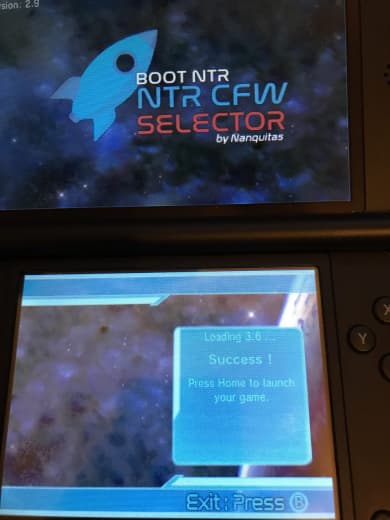 BOOT NTR
NTR CFW
SELECTOR
by Nanquitas
Loading 3.6 ...
Success !
Press Home to launch
your game.
Exit : Press B
Y